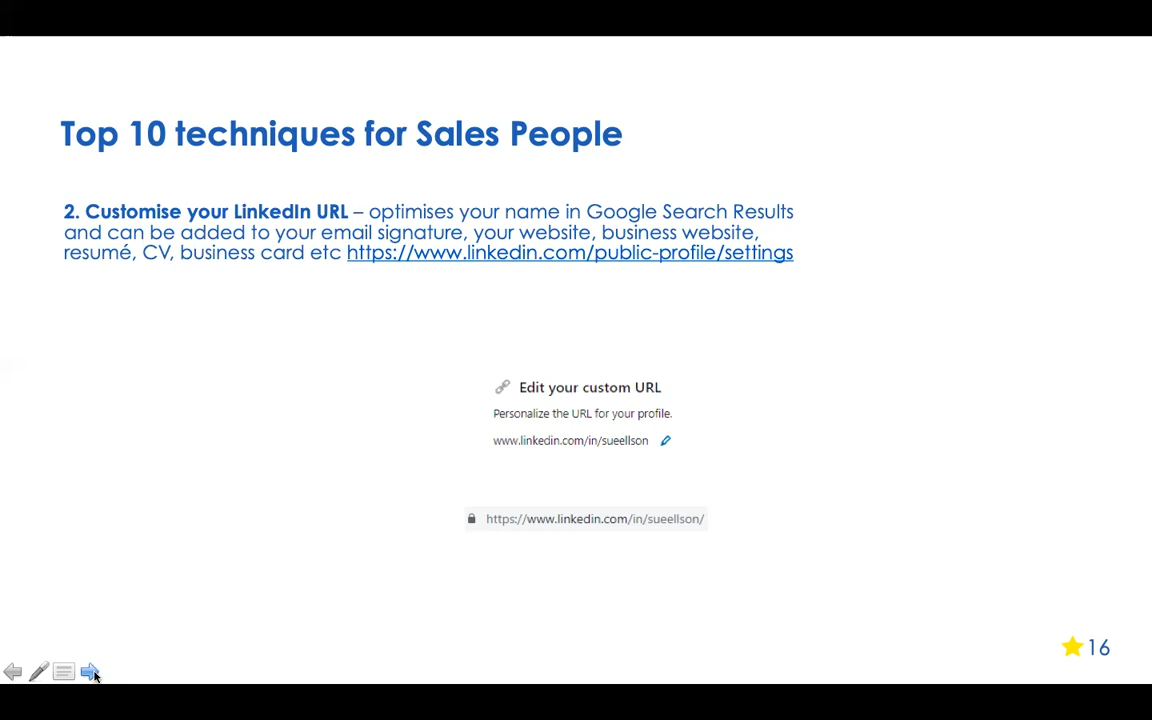 Top 10 techniques for Sales People
2. Customise your LinkedIn URL – optimises your name in Google Search Results
and can be added to your email signature, your website, business website,
resumé, CV, business card etc https://www.linkedin.com/public-profile/settings
Edit your custom URL
Personalize the URL for your profile.
www.linkedin.com/in/sueellson
https://www.linkedin.com/in/sueellson/
16